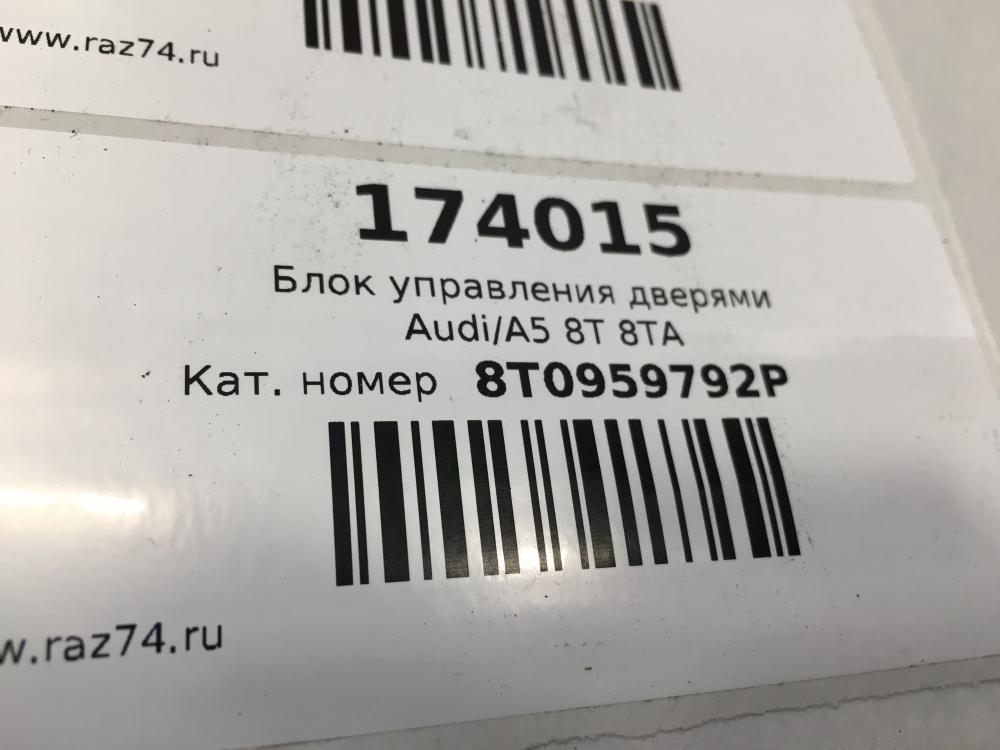 www.raz74.ru
174015
Блок управления дверями
Audi/A5 8T 8TA
Кат. номер 8T0959792P
w.raz74.ru